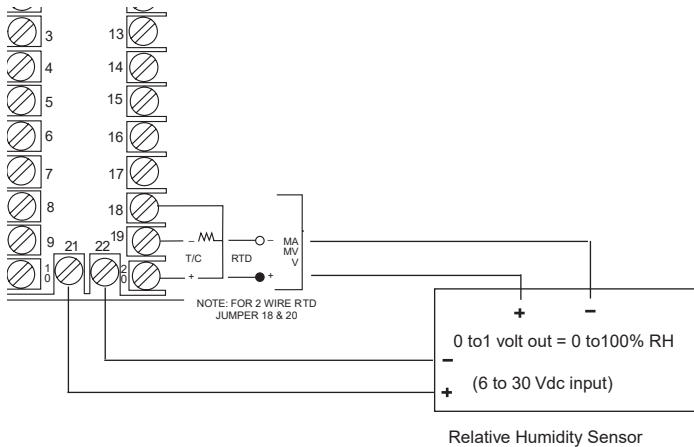 3
4
5
6
7
8
9
10
13
14
15
16
17
18
19
20
21
22
– T/C +
RTD
– +
MA
MV
V
NOTE: FOR 2 WIRE RTD
JUMPER 18 & 20
+ –
0 to1 volt out = 0 to100% RH
–
(6 to 30 Vdc input)
+
Relative Humidity Sensor